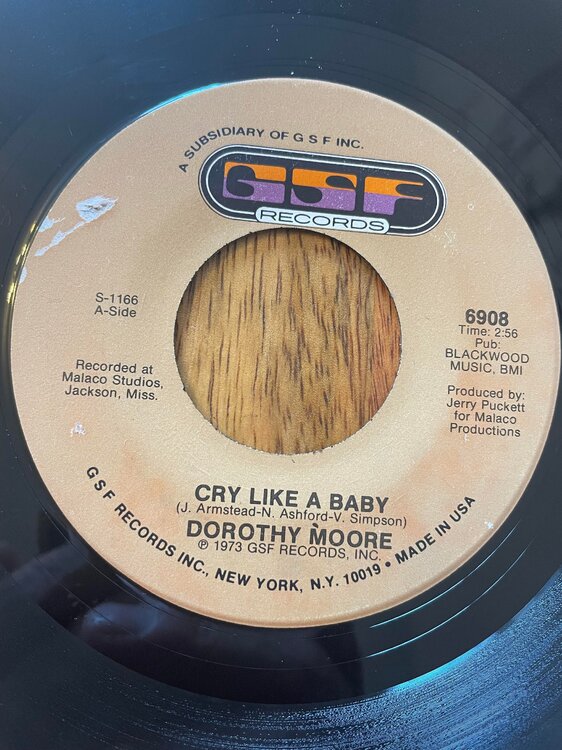 A SUBSIDIARY OF G S F INC.
GSF
RECORDS
S-1166
A-Side
6908
Time: 2:56
Pub:
BLACKWOOD
MUSIC, BMI
Recorded at
Malaco Studios,
Jackson, Miss.
Produced by:
Jerry Puckett
for Malaco
Productions
CRY LIKE A BABY
(J. Armstead-N. Ashford-V. Simpson)
DOROTHY MOORE
℗ 1973 GSF RECORDS, INC.
G S F RECORDS INC., NEW YORK, N.Y. 10019 • MADE IN USA